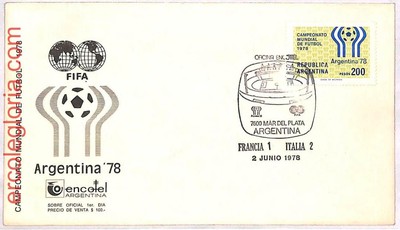 ercolegloria.com
CAMPEONATO MUNDIAL DE FUTBOL 1978
FIFA
Argentina '78
encotel
ARGENTINA
SOBRE OFICIAL 1er. DIA
PRECIO DE VENTA $ 100.-
CAMPEONATO
MUNDIAL
DE FUTBOL
1978
Argentina '78
REPUBLICA
ARGENTINA
PESOS 200
7600 MAR DEL PLATA
ARGENTINA
FRANCIA 1 ITALIA 2
2 JUNIO 1978